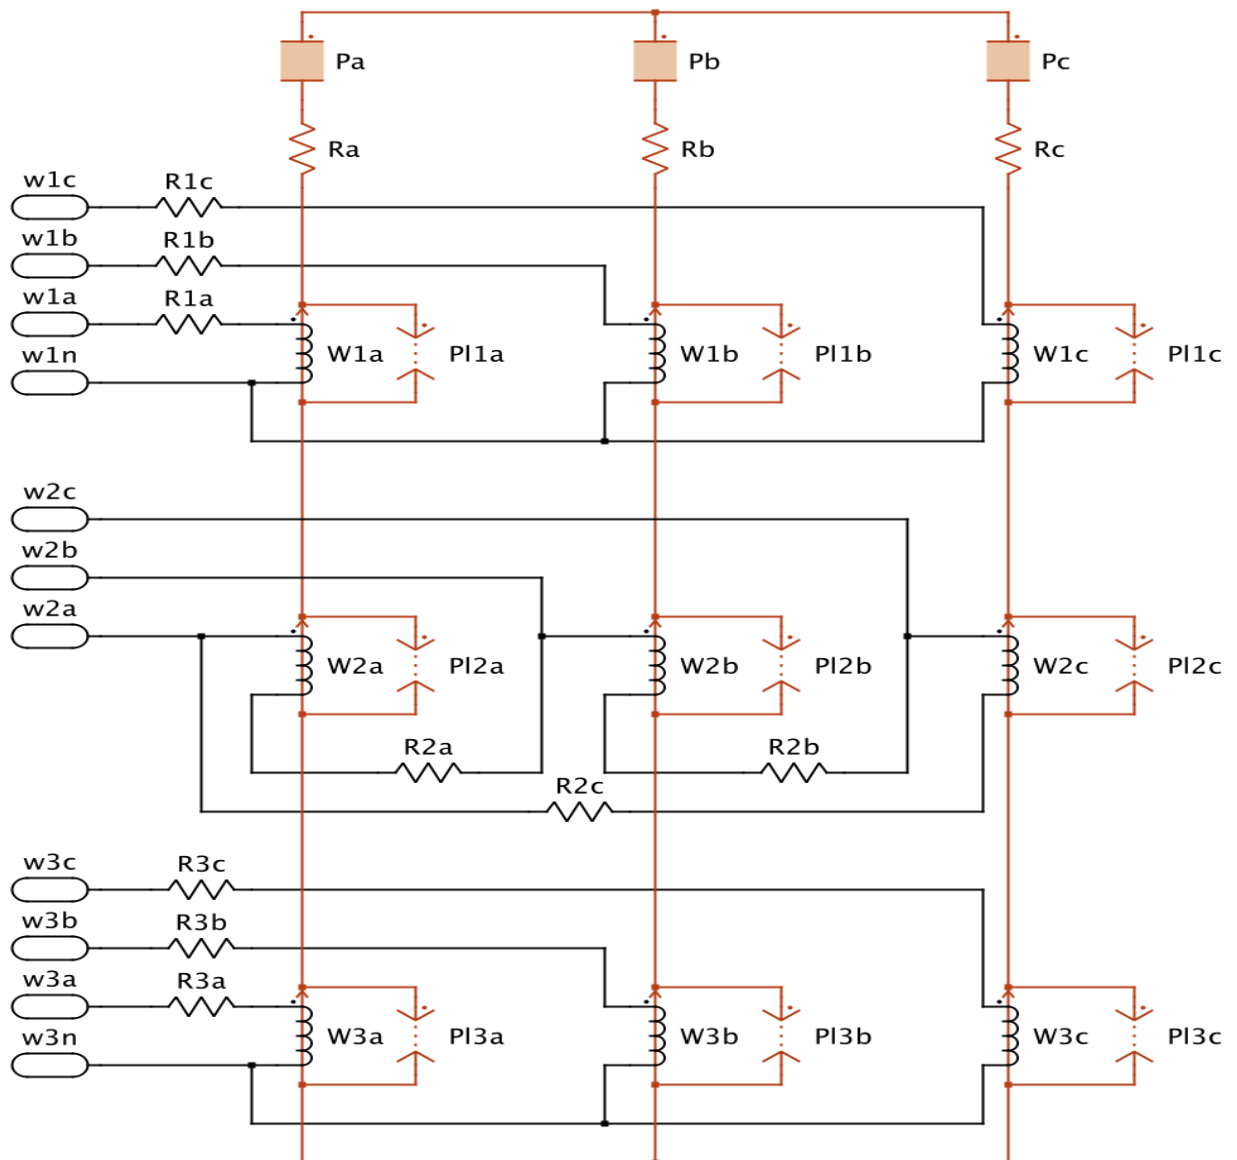 Pa Pb Pc
Ra Rb Rc
w1c R1c
w1b R1b
w1a R1a
w1n W1a Pl1a W1b Pl1b W1c Pl1c
w2c
w2b
w2a
W2a Pl2a W2b Pl2b W2c Pl2c
R2a R2b
R2c
w3c R3c
w3b R3b
w3a R3a
w3n W3a Pl3a W3b Pl3b W3c Pl3c